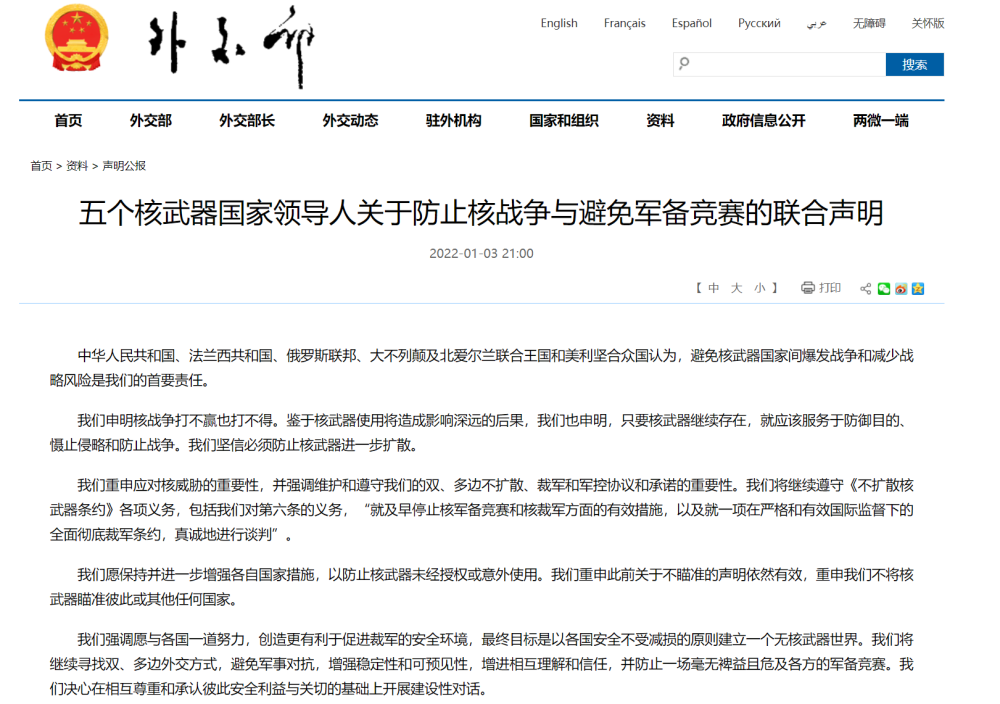 外交部
English Français Español Русский عربي 无障碍 关怀版
搜索
首页 外交部 外交部长 外交动态 驻外机构 国家和组织 资料 政府信息公开 两微一端
首页 > 资料 > 声明公报
五个核武器国家领导人关于防止核战争与避免军备竞赛的联合声明
2022-01-03 21:00
【 中 大 小 】 打印
中华人民共和国、法兰西共和国、俄罗斯联邦、大不列颠及北爱尔兰联合王国和美利坚合众国认为，避免核武器国家间爆发战争和减少战
略风险是我们的首要责任。
我们申明核战争打不赢也打不得。鉴于核武器使用将造成影响深远的后果，我们也申明，只要核武器继续存在，就应该服务于防御目的、
慑止侵略和防止战争。我们坚信必须防止核武器进一步扩散。
我们重申应对核威胁的重要性，并强调维护和遵守我们的双、多边不扩散、裁军和军控协议和承诺的重要性。我们将继续遵守《不扩散核
武器条约》各项义务，包括我们对第六条的义务，“就及早停止核军备竞赛和核裁军方面的有效措施，以及就一项在严格和有效国际监督下的
全面彻底裁军条约，真诚地进行谈判”。
我们愿保持并进一步增强各自国家措施，以防止核武器未经授权或意外使用。我们重申此前关于不瞄准的声明依然有效，重申我们不将核
武器瞄准彼此或其他任何国家。
我们强调愿与各国一道努力，创造更有利于促进裁军的安全环境，最终目标是以各国安全不受减损的原则建立一个无核武器世界。我们将
继续寻找双、多边外交方式，避免军事对抗，增强稳定性和可预见性，增进相互理解和信任，并防止一场毫无裨益且危及各方的军备竞赛。我
们决心在相互尊重和承认彼此安全利益与关切的基础上开展建设性对话。